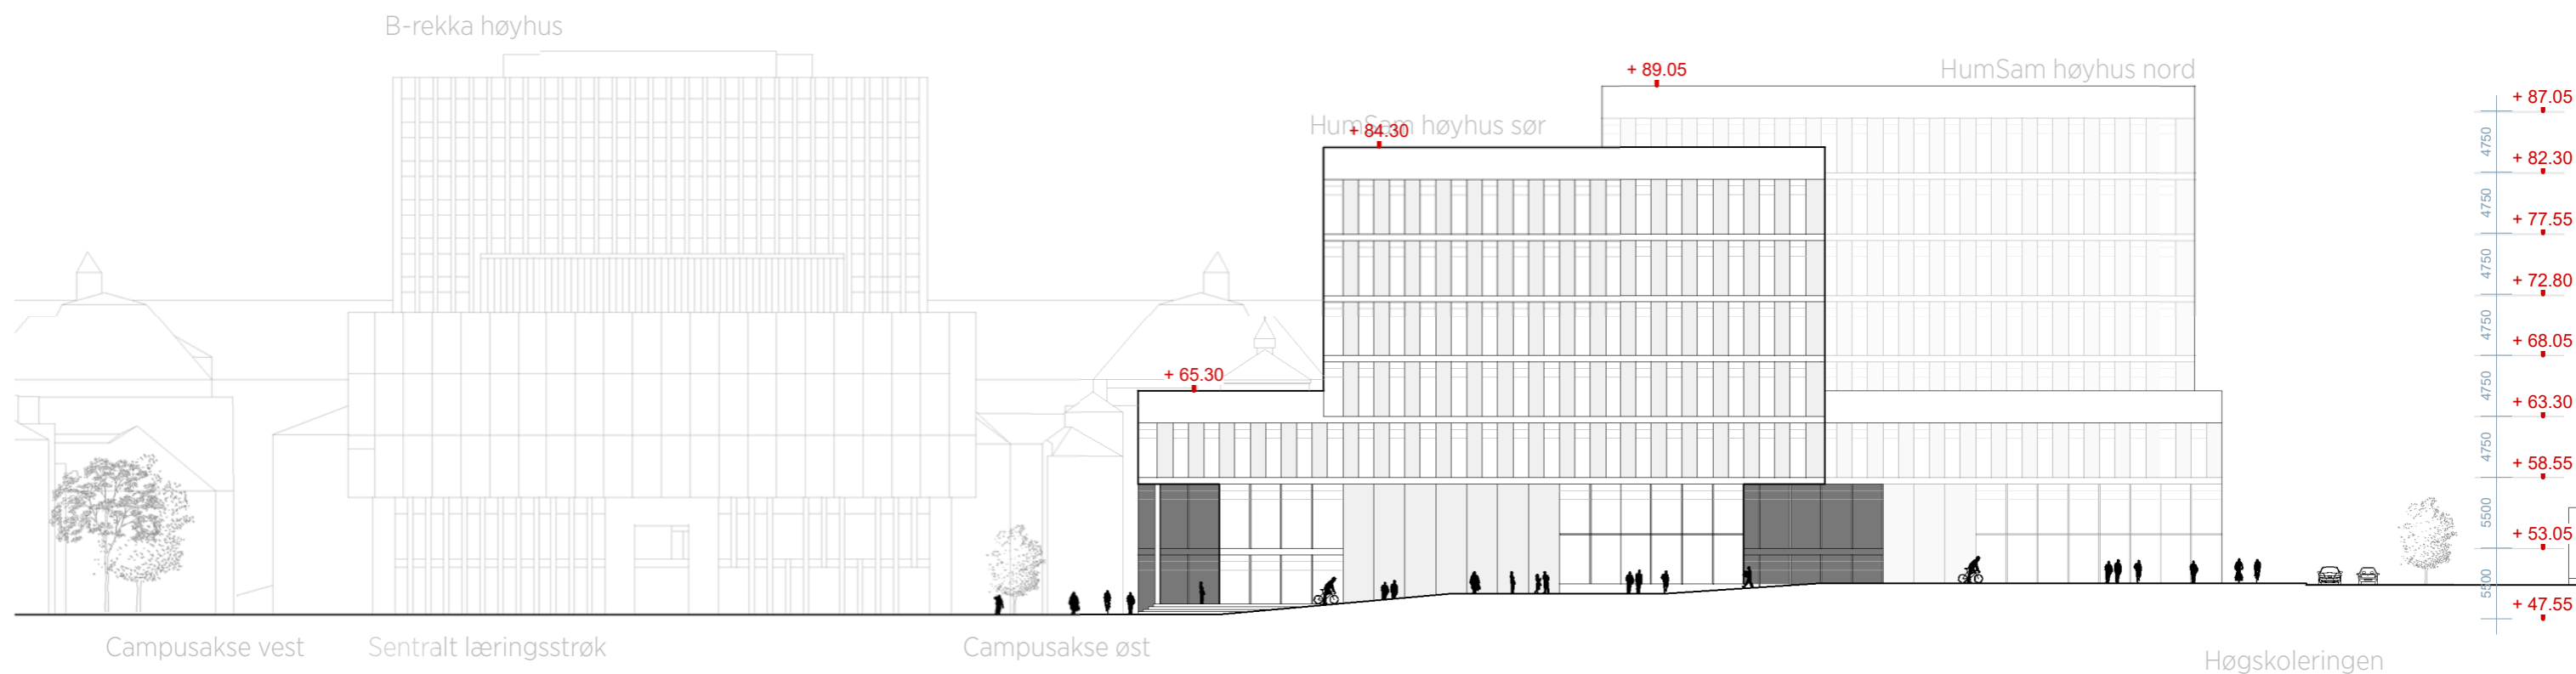 B-rekka høyhus
+ 89.05
HumSam høyhus nord
+ 87.05
HumSam høyhus sør
+ 84.30
4750
+ 82.30
4750
+ 77.55
4750
+ 72.80
4750
+ 68.05
+ 65.30
4750
+ 63.30
4750
+ 58.55
5500
+ 53.05
5500
+ 47.55
Campusakse vest
Sentralt læringsstrøk
Campusakse øst
Høgskoleringen